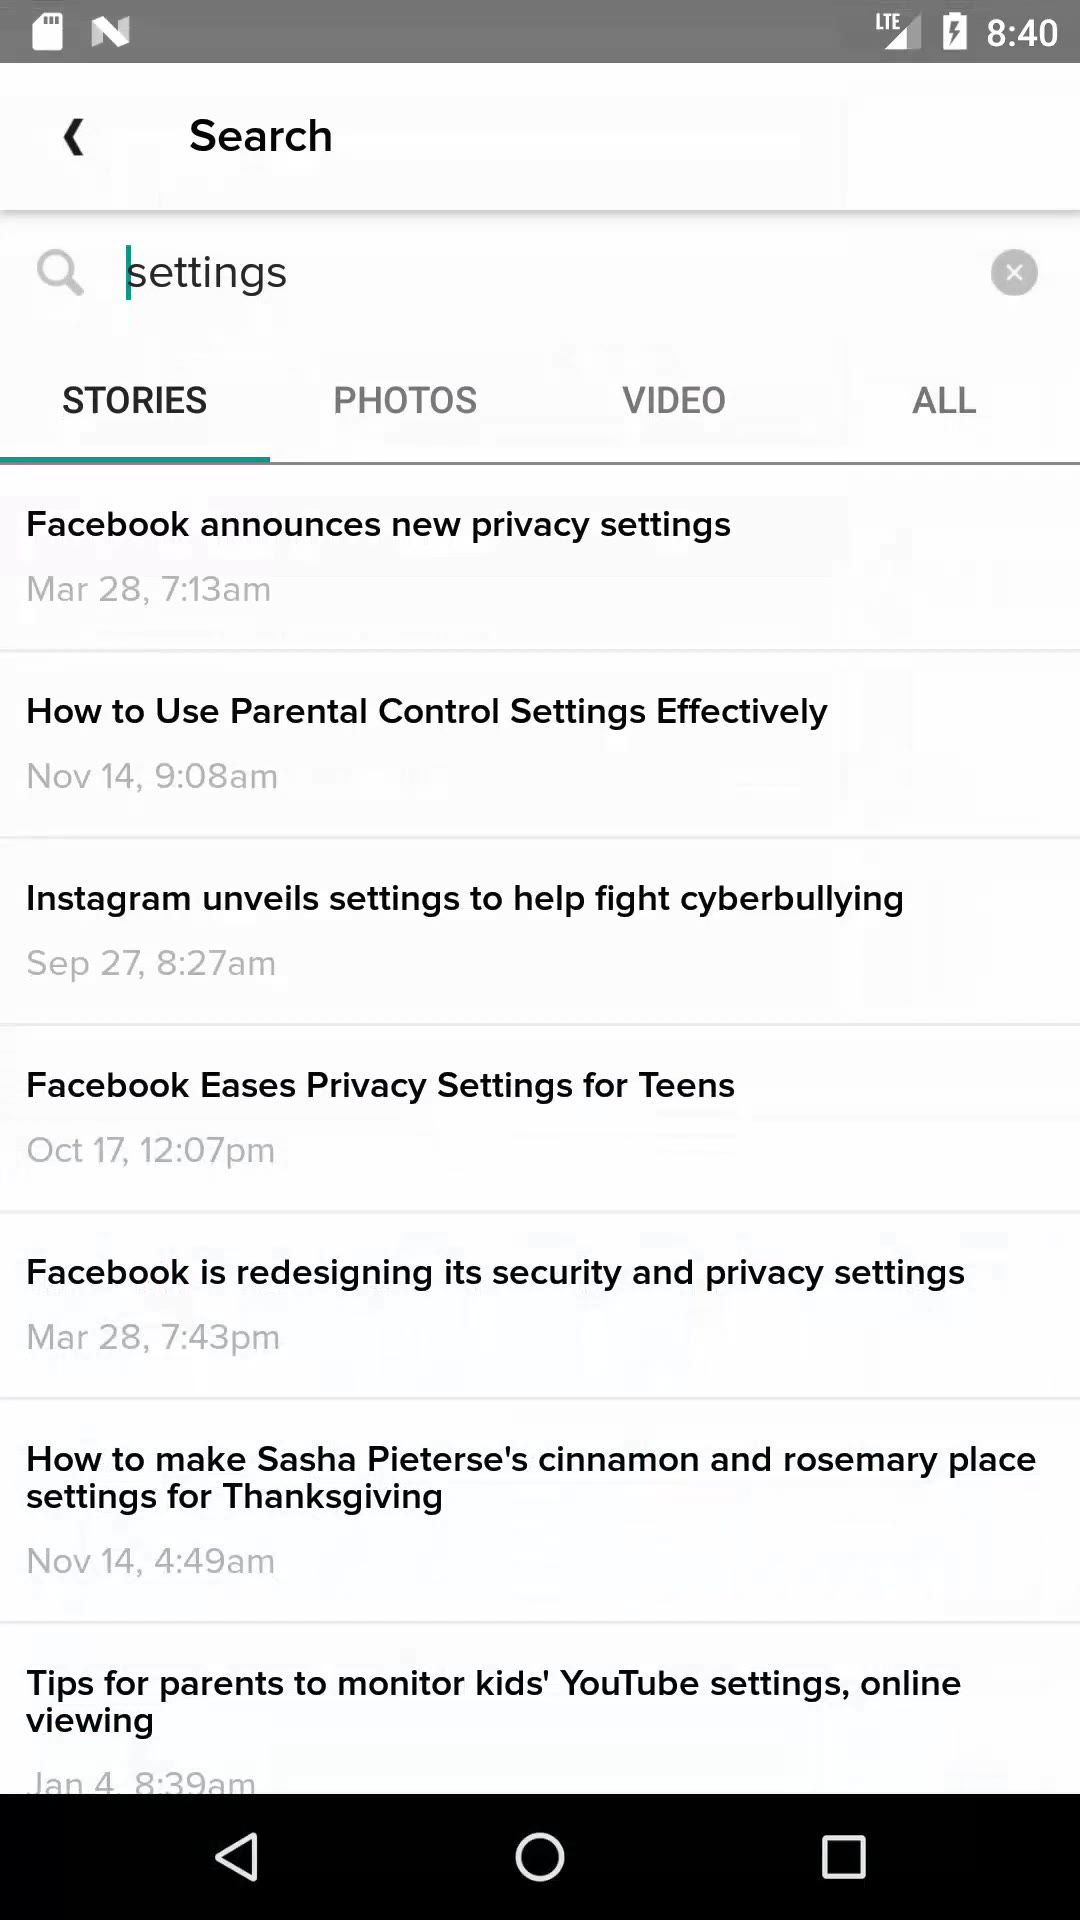 LTE 8:40
Search
settings
STORIES PHOTOS VIDEO ALL
Facebook announces new privacy settings
Mar 28, 7:13am
How to Use Parental Control Settings Effectively
Nov 14, 9:08am
Instagram unveils settings to help fight cyberbullying
Sep 27, 8:27am
Facebook Eases Privacy Settings for Teens
Oct 17, 12:07pm
Facebook is redesigning its security and privacy settings
Mar 28, 7:43pm
How to make Sasha Pieterse's cinnamon and rosemary place
settings for Thanksgiving
Nov 14, 4:49am
Tips for parents to monitor kids' YouTube settings, online
viewing
Jan 4, 8:39am